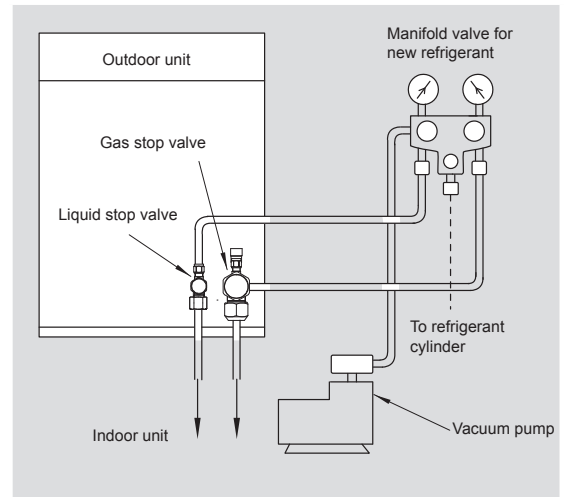 Manifold valve for
new refrigerant
Outdoor unit
Gas stop valve
Liquid stop valve
To refrigerant
cylinder
Indoor unit
Vacuum pump